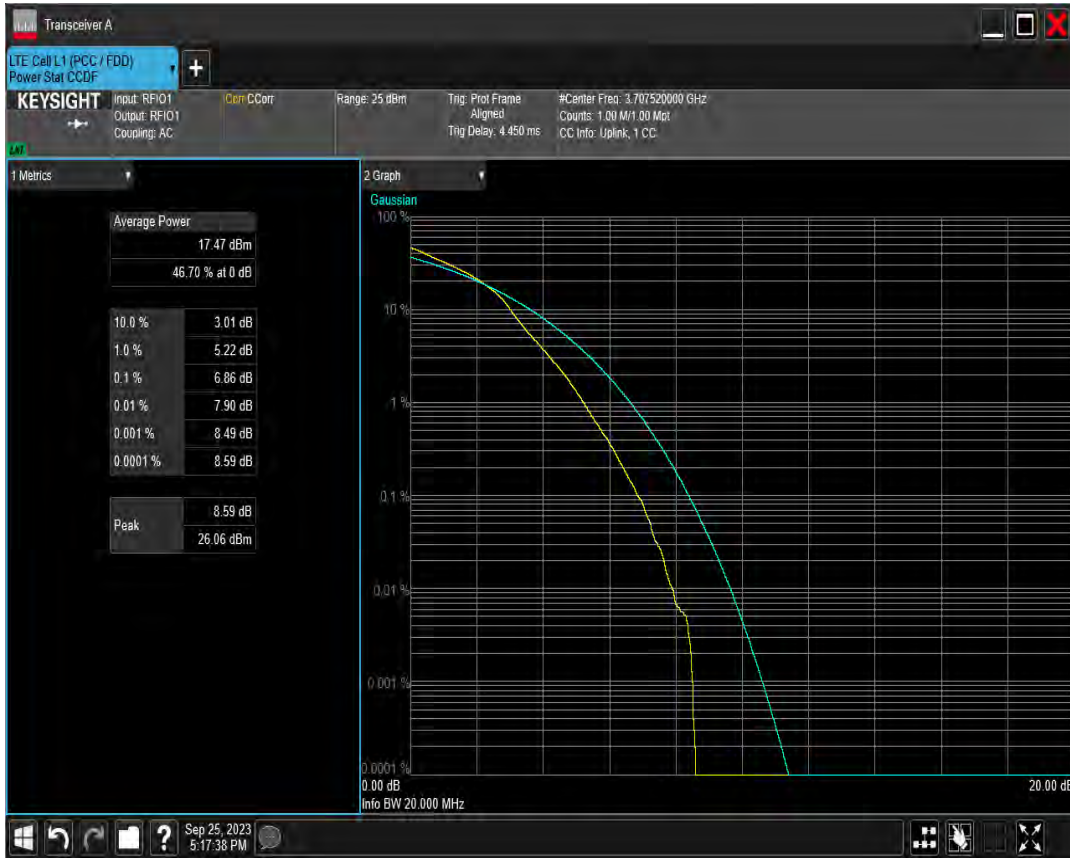 Transceiver A
LTE Cell L1 (PCC / FDD)
Power Stat CCDF
+
KEYSIGHT
Input: RFIO1
Output: RFIO1
Coupling: AC
Corr CCorr
Range: 25 dBm
Trig: Prot Frame
Aligned
Trig Delay: 4.450 ms
#Center Freq: 3.707520000 GHz
Counts: 1.00 M/1.00 Mpt
CC Info: Uplink, 1 CC
1 Metrics
Average Power
17.47 dBm
46.70 % at 0 dB
10.0 % 3.01 dB
1.0 % 5.22 dB
0.1 % 6.86 dB
0.01 % 7.90 dB
0.001 % 8.49 dB
0.0001 % 8.59 dB
Peak
8.59 dB
26.06 dBm
2 Graph
Gaussian
100 %
10 %
1 %
0.1 %
0.01 %
0.001 %
0.0001 %
0.00 dB
20.00 dB
Info BW 20.000 MHz
?
Sep 25, 2023
5:17:38 PM